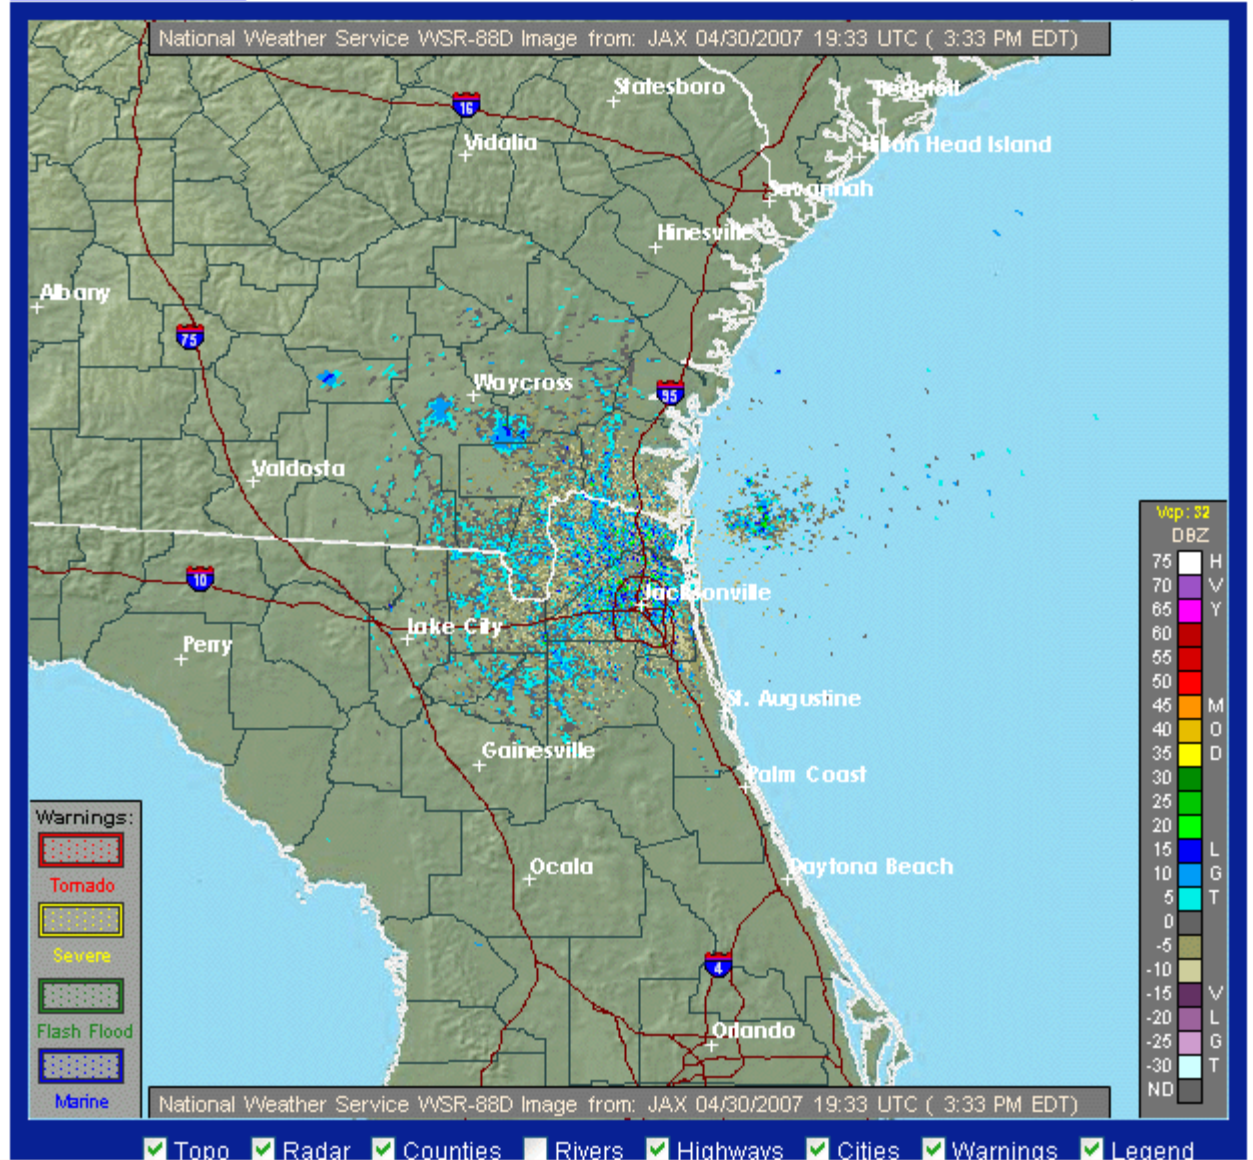 National Weather Service WSR-88D Image from: JAX 04/30/2007 19:33 UTC ( 3:33 PM EDT)
Statesboro
Beaufort
16
Vidalia
Hilton Head Island
Savannah
Hinesville
Albany
75
Waycross
95
Valdosta
Vcp: 32
DBZ
75 H
70 V
65 Y
60
55
50
45 M
40 O
35 D
30
25
20
15 L
10 G
5 T
0
-5
-10
-15 V
-20 L
-25 G
-30 T
ND
10
Jacksonville
Lake City
Perry
St. Augustine
Gainesville
Palm Coast
Warnings:
Tornado
Severe
Flash Flood
Marine
Ocala
Daytona Beach
4
Orlando
National Weather Service WSR-88D Image from: JAX 04/30/2007 19:33 UTC ( 3:33 PM EDT)
Topo Radar Counties Rivers Highways Cities Warnings Legend